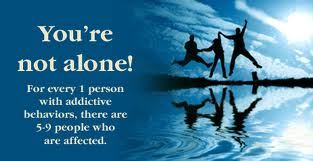 You're
not alone!
For every 1 person
with addictive
behaviors, there are
5-9 people who
are affected.